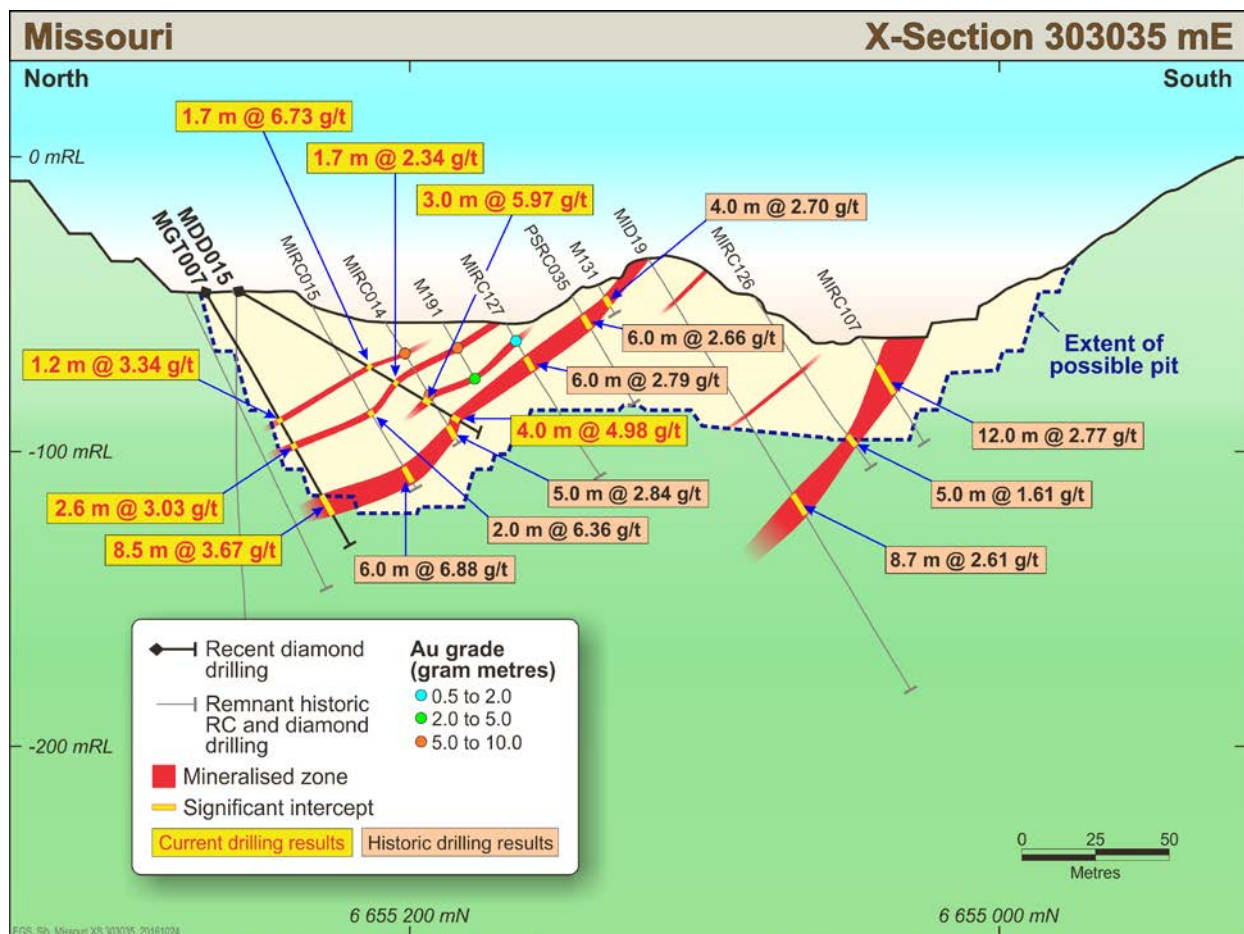 Missouri
X-Section 303035 mE
North
South
1.7 m @ 6.73 g/t
1.7 m @ 2.34 g/t
0 mRL
3.0 m @ 5.97 g/t
4.0 m @ 2.70 g/t
MGT007
MDD015
MIRC015
MIRC014
M191
MIRC127
PSRC035
M131
MID19
MIRC126
MIRC107
6.0 m @ 2.66 g/t
Extent of
possible pit
1.2 m @ 3.34 g/t
6.0 m @ 2.79 g/t
4.0 m @ 4.98 g/t
12.0 m @ 2.77 g/t
-100 mRL
5.0 m @ 2.84 g/t
5.0 m @ 1.61 g/t
2.6 m @ 3.03 g/t
2.0 m @ 6.36 g/t
8.5 m @ 3.67 g/t
6.0 m @ 6.88 g/t
8.7 m @ 2.61 g/t
Recent diamond
drilling
Remnant historic
RC and diamond
drilling
Mineralised zone
Significant intercept
Current drilling results
Historic drilling results
Au grade
(gram metres)
0.5 to 2.0
2.0 to 5.0
5.0 to 10.0
-200 mRL
0 25 50
Metres
6 655 200 mN
6 655 000 mN
EGS_Sib_Missouri XS 303035_20161024